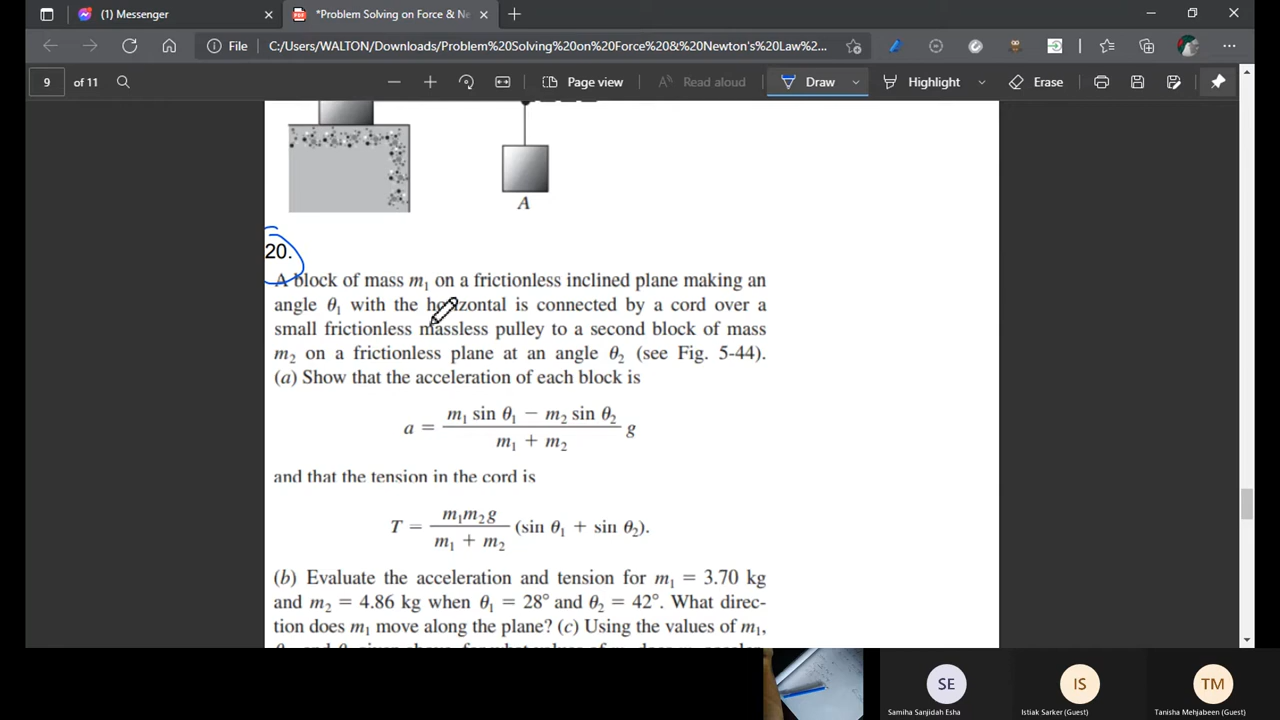 (1) Messenger
*Problem Solving on Force & Ne
File
C:/Users/WALTON/Downloads/Problem%20Solving%20on%20Force%20&%20Newton's%20Law%2...
9 of 11
Page view
Read aloud
Draw
Highlight
Erase
A
20.
A block of mass m₁ on a frictionless inclined plane making an
angle θ₁ with the horizontal is connected by a cord over a
small frictionless massless pulley to a second block of mass
m₂ on a frictionless plane at an angle θ₂ (see Fig. 5-44).
(a) Show that the acceleration of each block is
a = (m₁ sin θ₁ − m₂ sin θ₂) / (m₁ + m₂) g
and that the tension in the cord is
T = m₁m₂g / (m₁ + m₂) (sin θ₁ + sin θ₂).
(b) Evaluate the acceleration and tension for m₁ = 3.70 kg
and m₂ = 4.86 kg when θ₁ = 28° and θ₂ = 42°. What direc-
tion does m₁ move along the plane? (c) Using the values of m₁,
SE
IS
TM
Samiha Sanjidah Esha
Istiak Sarker (Guest)
Tanisha Mehjabeen (Guest)